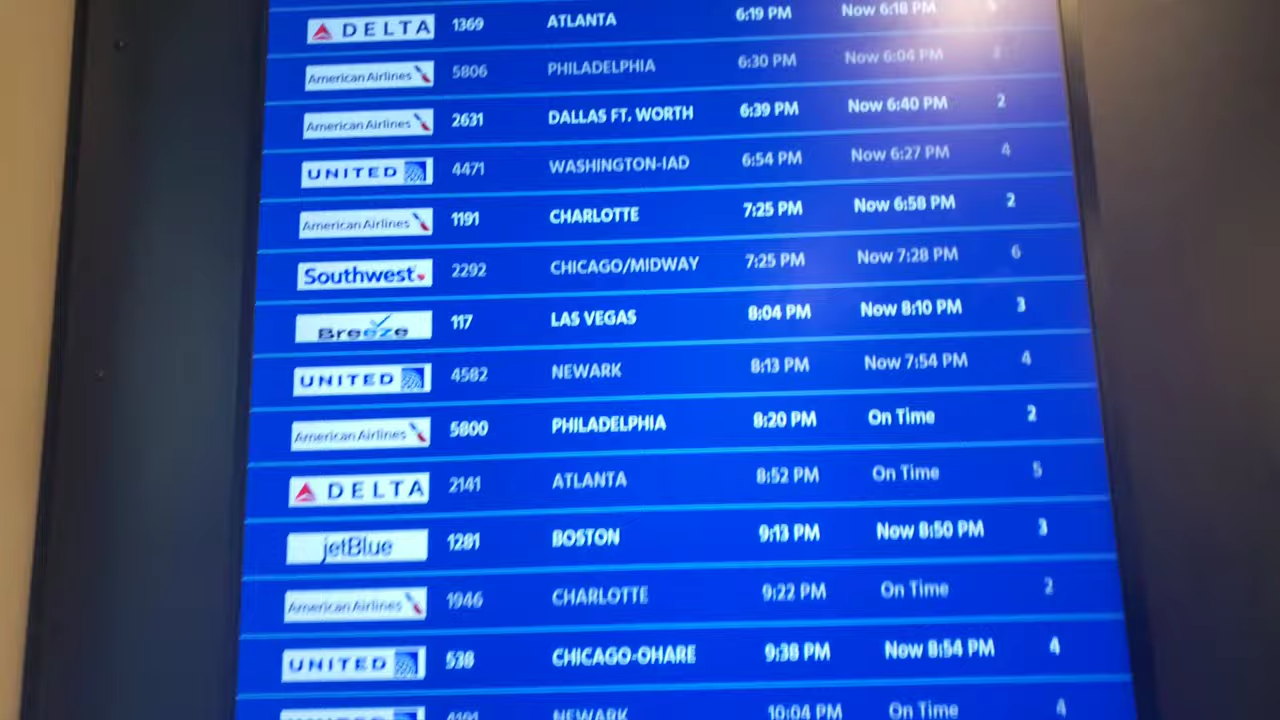 DELTA 1369 ATLANTA 6:19 PM Now 6:18 PM
American Airlines 5806 PHILADELPHIA 6:30 PM Now 6:04 PM
American Airlines 2631 DALLAS FT. WORTH 6:39 PM Now 6:40 PM 2
UNITED 4471 WASHINGTON-IAD 6:54 PM Now 6:27 PM 4
American Airlines 1191 CHARLOTTE 7:25 PM Now 6:58 PM 2
Southwest 2292 CHICAGO/MIDWAY 7:25 PM Now 7:28 PM 6
Breeze 117 LAS VEGAS 8:04 PM Now 8:10 PM 3
UNITED 4582 NEWARK 8:13 PM Now 7:54 PM 4
American Airlines 5800 PHILADELPHIA 8:20 PM On Time 2
DELTA 2141 ATLANTA 8:52 PM On Time 5
jetBlue 1281 BOSTON 9:13 PM Now 8:50 PM 3
American Airlines 1946 CHARLOTTE 9:22 PM On Time 2
UNITED 538 CHICAGO-OHARE 9:38 PM Now 8:54 PM 4
UNITED NEWARK 10:04 PM On Time 4